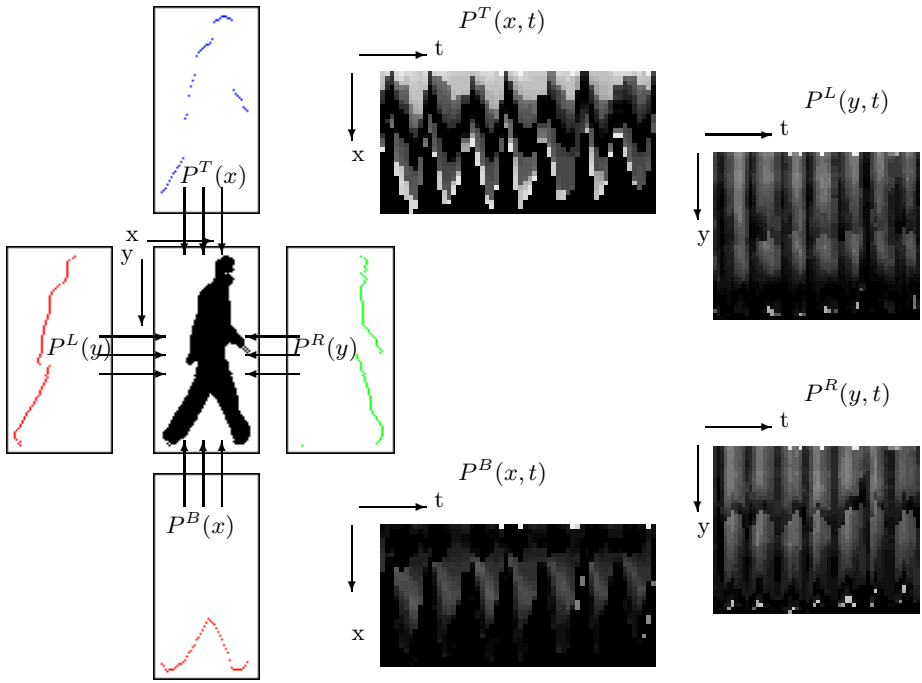 P^T(x, t)
t
x
P^L(y, t)
t
y
P^T(x)
x
y
P^L(y)
P^R(y)
P^R(y, t)
t
y
P^B(x, t)
t
x
P^B(x)